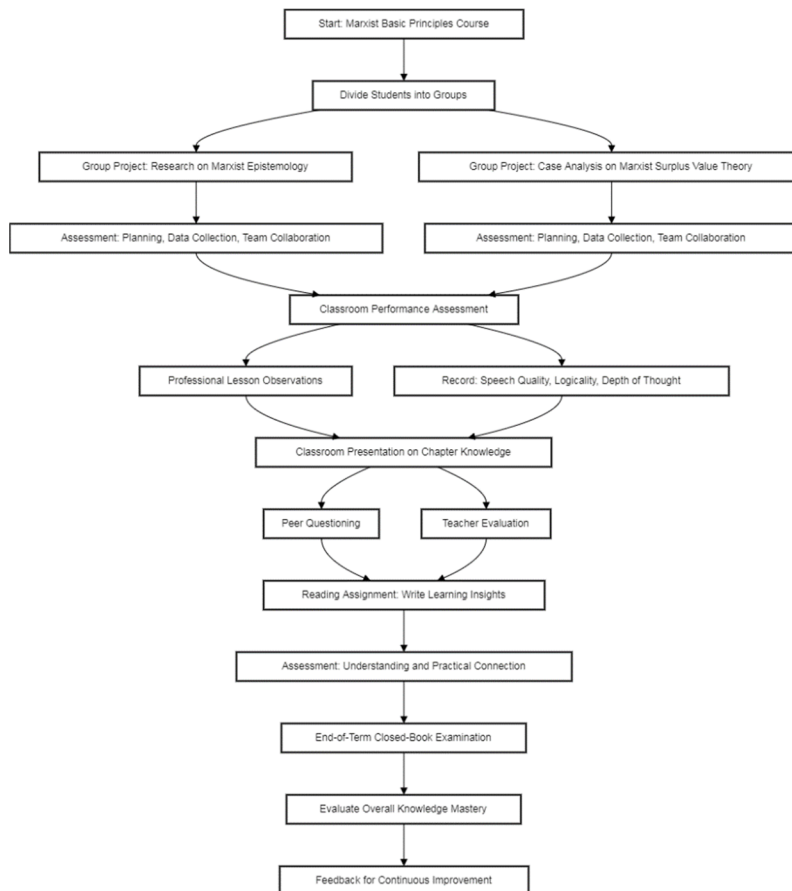 Start: Marxist Basic Principles Course
Divide Students into Groups
Group Project: Research on Marxist Epistemology
Group Project: Case Analysis on Marxist Surplus Value Theory
Assessment: Planning, Data Collection, Team Collaboration
Assessment: Planning, Data Collection, Team Collaboration
Classroom Performance Assessment
Professional Lesson Observations
Record: Speech Quality, Logicality, Depth of Thought
Classroom Presentation on Chapter Knowledge
Peer Questioning
Teacher Evaluation
Reading Assignment: Write Learning Insights
Assessment: Understanding and Practical Connection
End-of-Term Closed-Book Examination
Evaluate Overall Knowledge Mastery
Feedback for Continuous Improvement